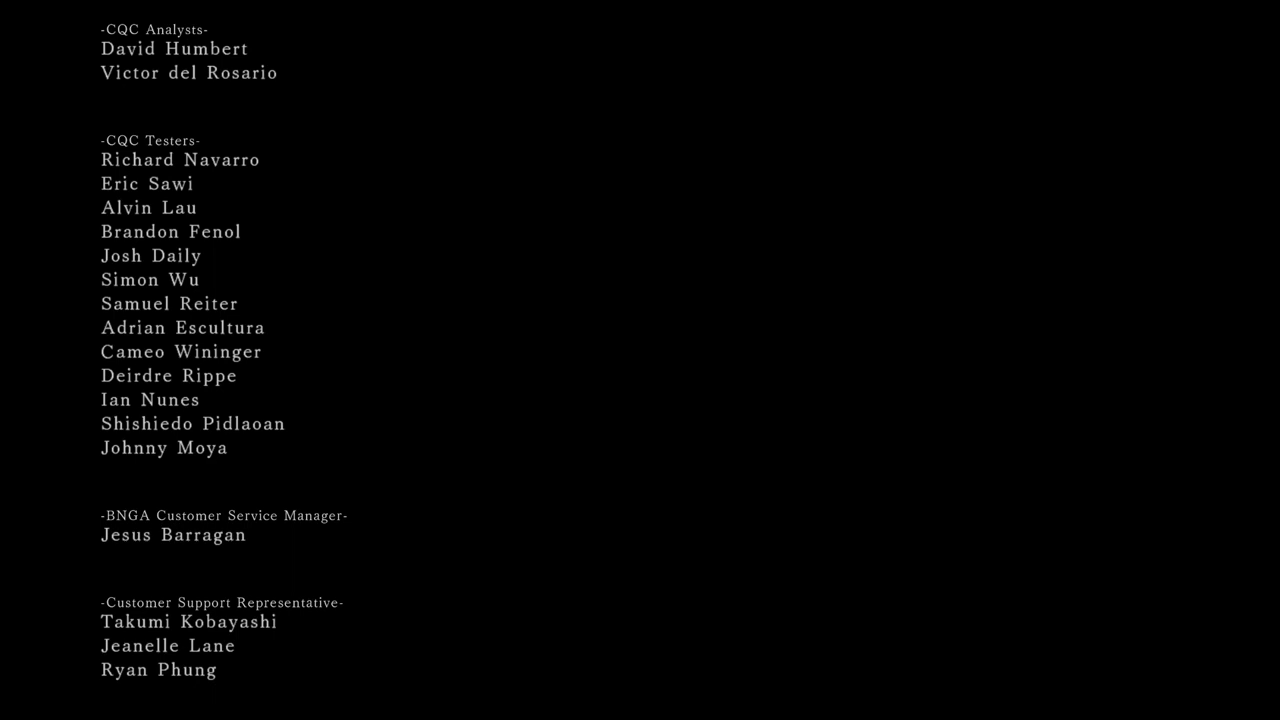 -CQC Analysts-
David Humbert
Victor del Rosario
-CQC Testers-
Richard Navarro
Eric Sawi
Alvin Lau
Brandon Fenol
Josh Daily
Simon Wu
Samuel Reiter
Adrian Escultura
Cameo Wininger
Deirdre Rippe
Ian Nunes
Shishiedo Pidlaoan
Johnny Moya
-BNGA Customer Service Manager-
Jesus Barragan
-Customer Support Representative-
Takumi Kobayashi
Jeanelle Lane
Ryan Phung